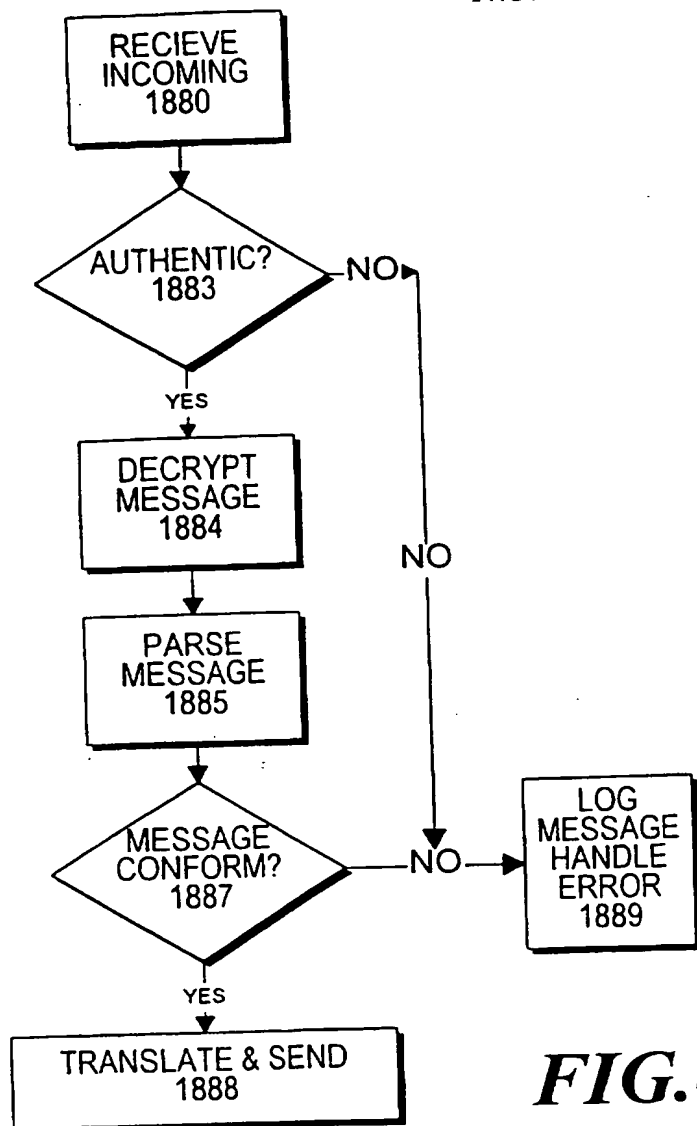 RECIEVE
INCOMING
1880
AUTHENTIC?
1883
NO
YES
DECRYPT
MESSAGE
1884
NO
PARSE
MESSAGE
1885
MESSAGE
CONFORM?
1887
NO
LOG
MESSAGE
HANDLE
ERROR
1889
YES
TRANSLATE & SEND
1888
FIG.